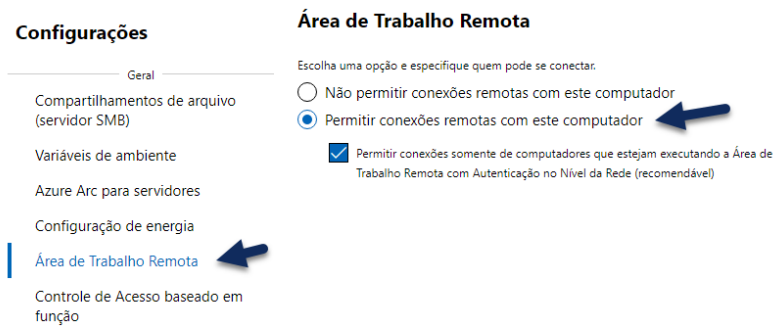 Configurações
Geral
Compartilhamentos de arquivo
(servidor SMB)
Variáveis de ambiente
Azure Arc para servidores
Configuração de energia
Área de Trabalho Remota
Controle de Acesso baseado em
função
Área de Trabalho Remota
Escolha uma opção e especifique quem pode se conectar.
Não permitir conexões remotas com este computador
Permitir conexões remotas com este computador
Permitir conexões somente de computadores que estejam executando a Área de
Trabalho Remota com Autenticação no Nível da Rede (recomendável)